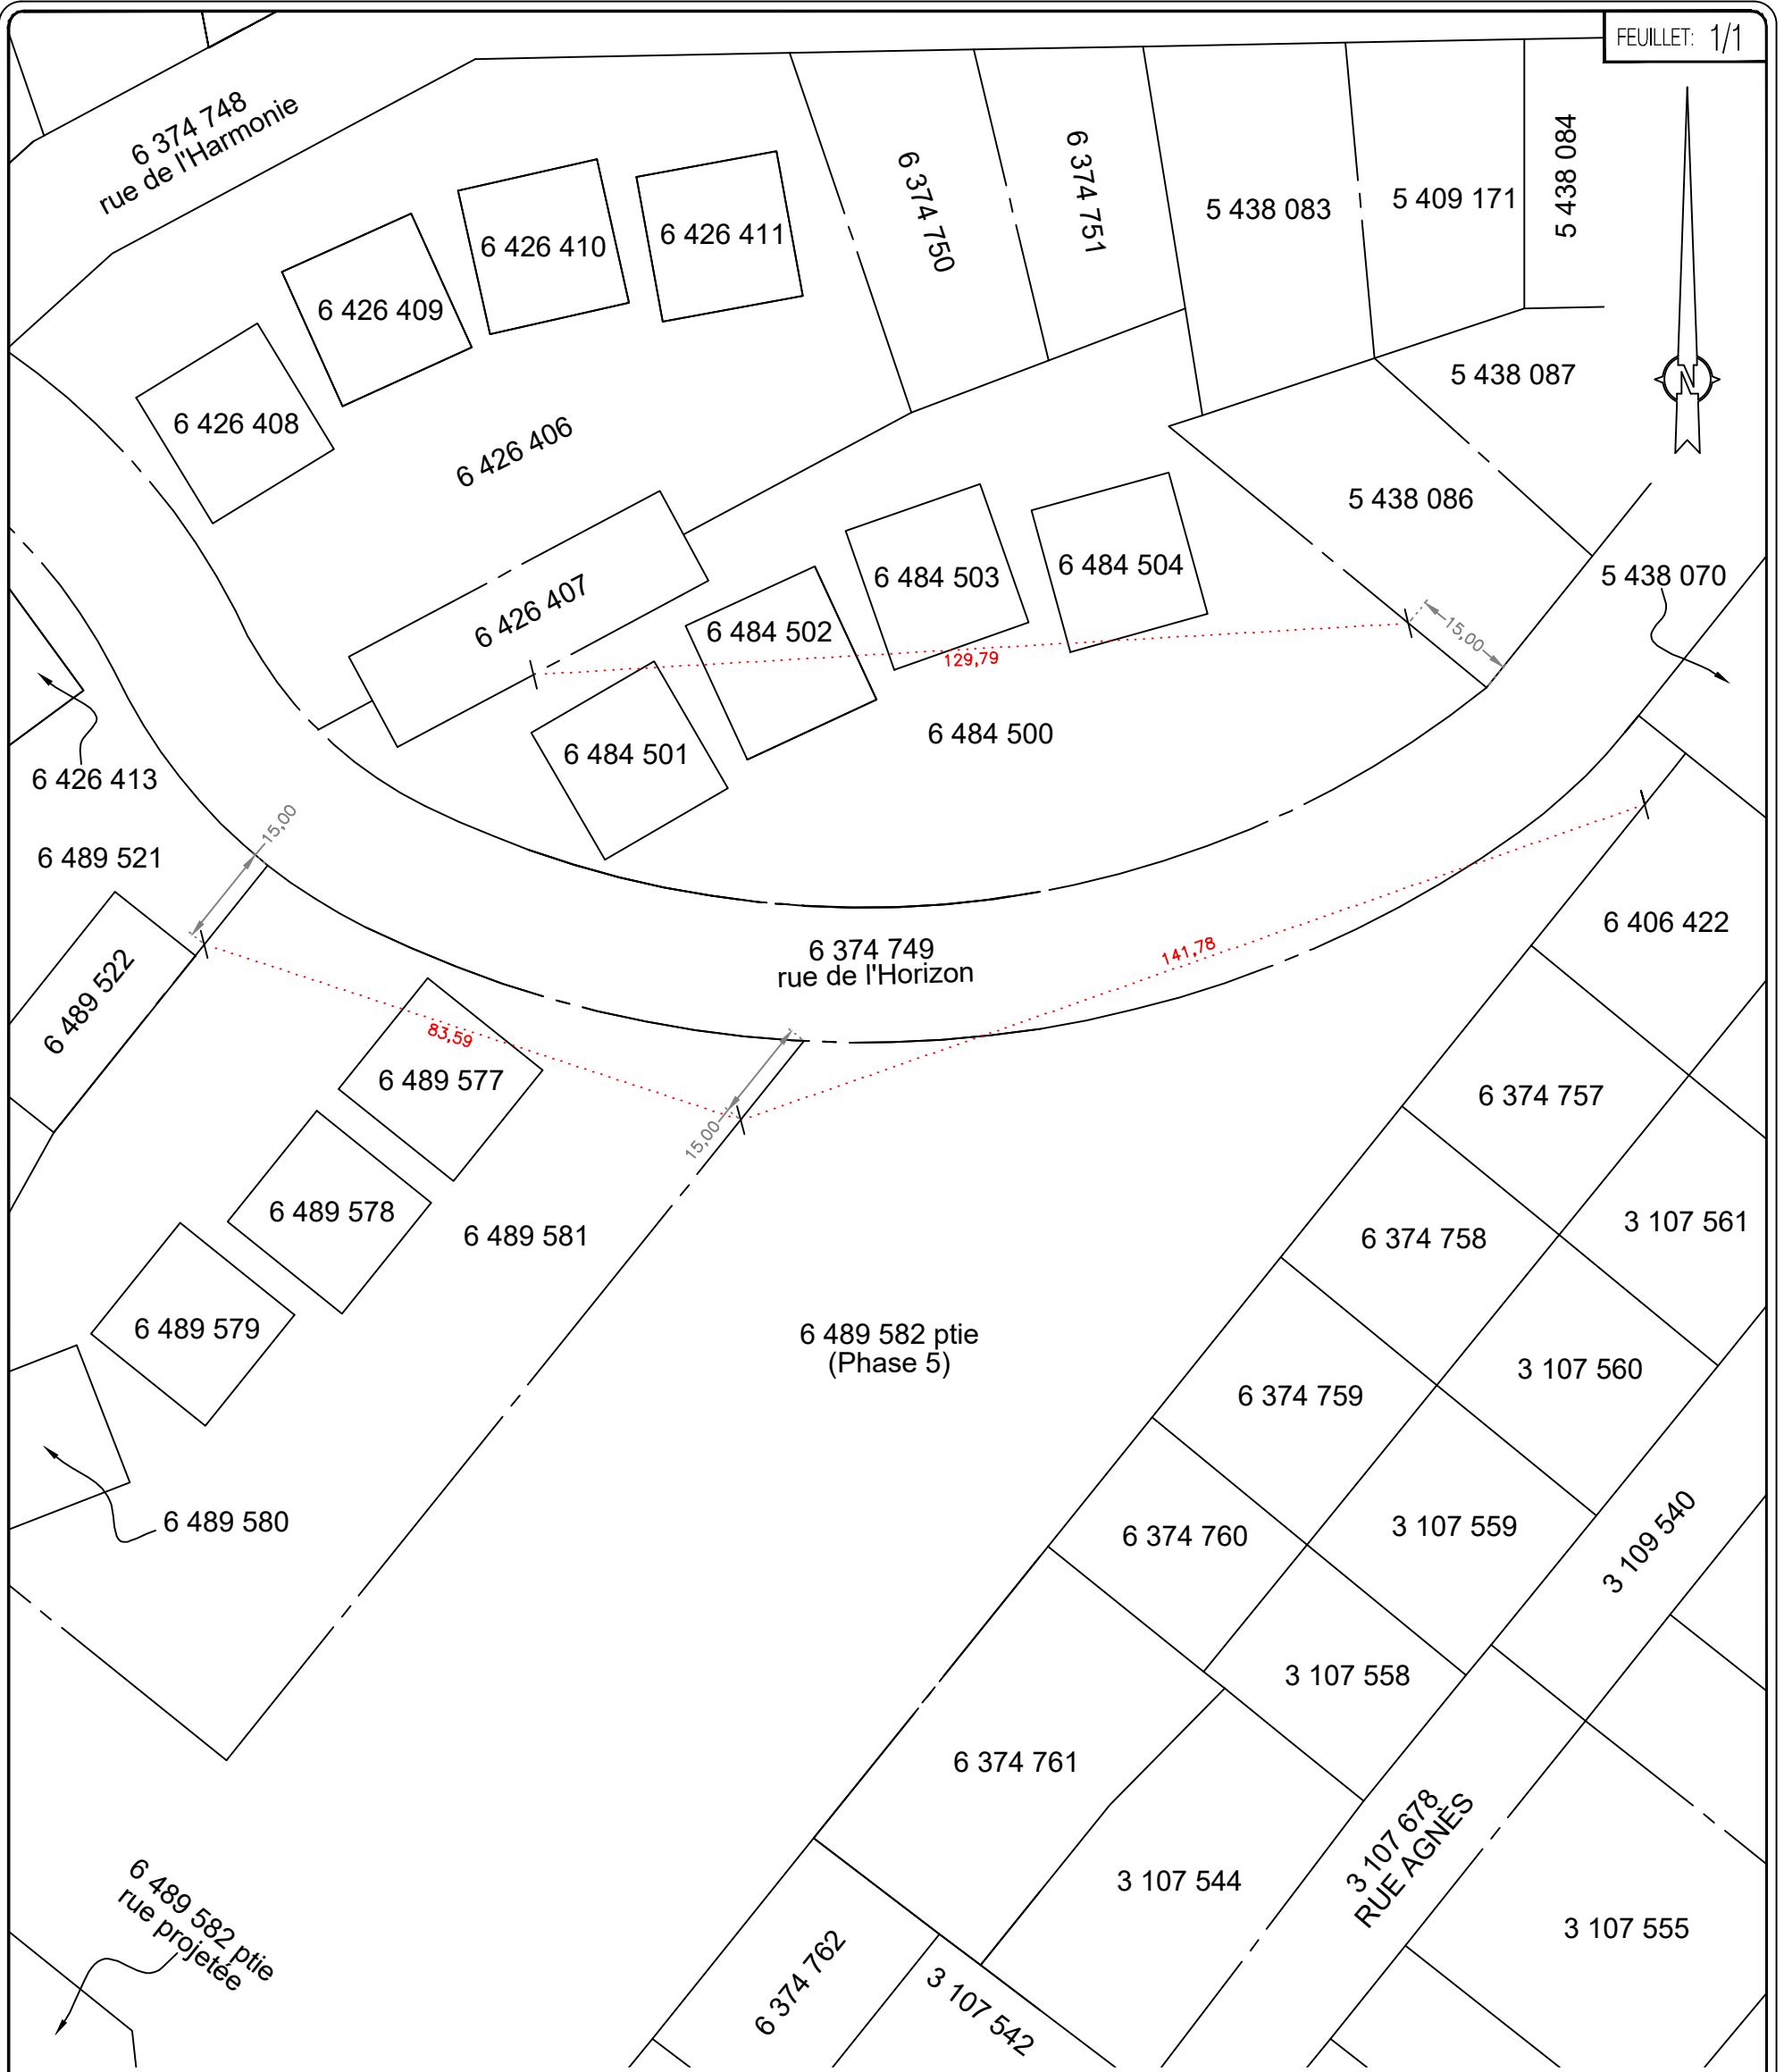 FEUILLET: 1/1
6 374 748
rue de l'Harmonie
6 374 750
6 374 751
5 438 083
5 409 171
5 438 084
6 426 411
6 426 410
6 426 409
6 426 408
6 426 406
6 426 407
5 438 087
N
5 438 086
5 438 070
6 484 504
6 484 503
6 484 502
15,00
129,79
6 484 500
6 484 501
6 426 413
15,00
6 489 521
6 489 522
6 374 749
rue de l'Horizon
141,78
6 406 422
83,59
6 489 577
15,00
6 374 757
6 489 578
6 489 581
6 374 758
3 107 561
6 489 579
6 489 582 ptie
(Phase 5)
6 374 759
3 107 560
6 489 580
6 374 760
3 107 559
3 109 540
3 107 558
6 374 761
3 107 678
RUE AGNÈS
3 107 544
3 107 555
6 489 582 ptie
rue projetée
6 374 762
3 107 542